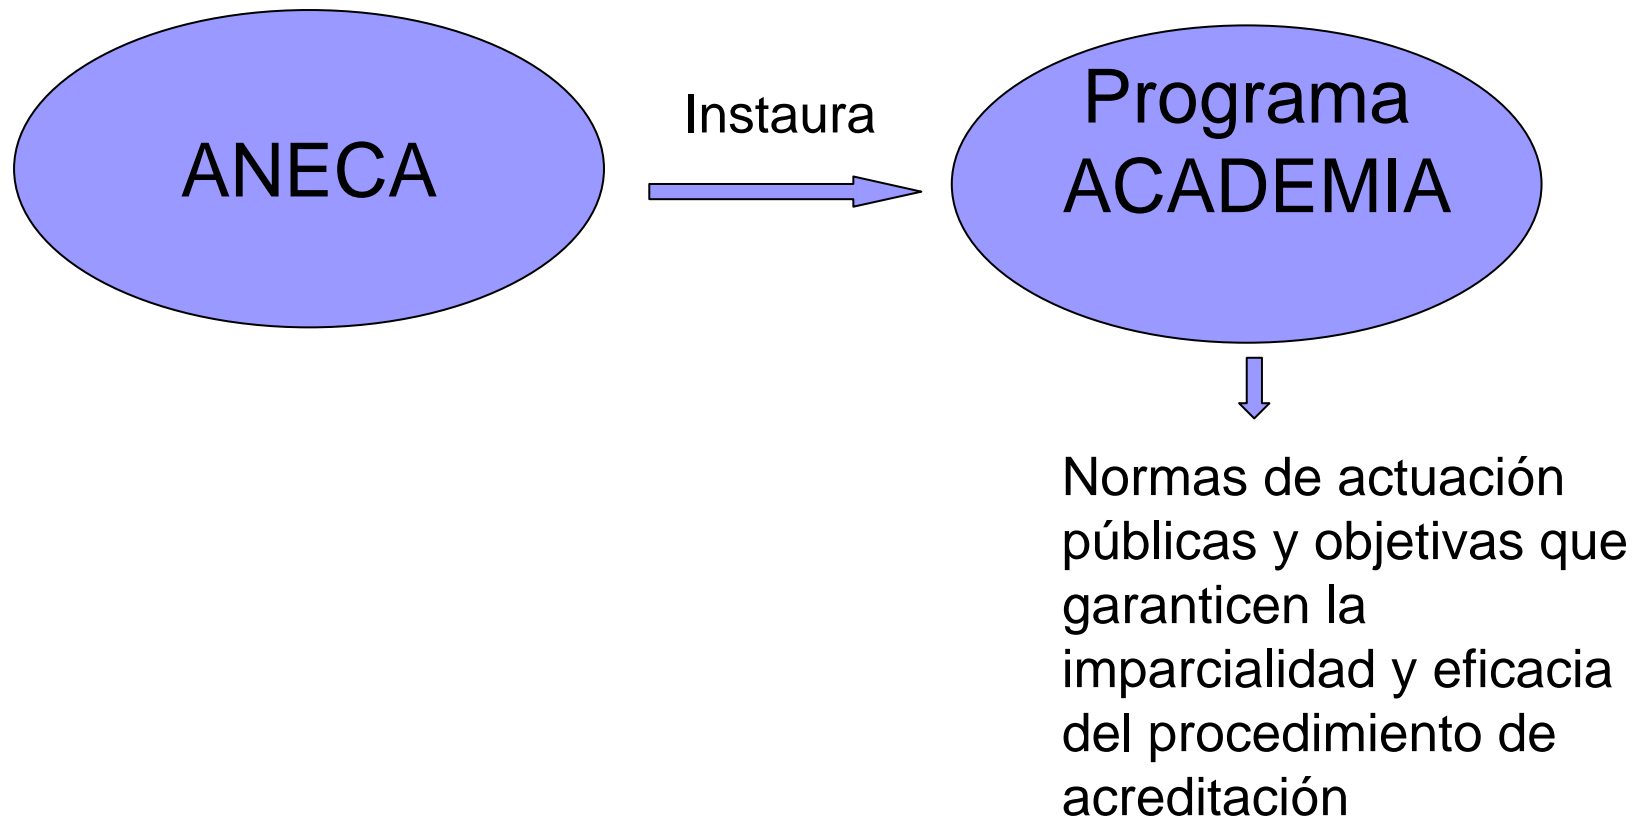 ANECA
Instaura
Programa
ACADEMIA
Normas de actuación
públicas y objetivas que
garanticen la
imparcialidad y eficacia
del procedimiento de
acreditación